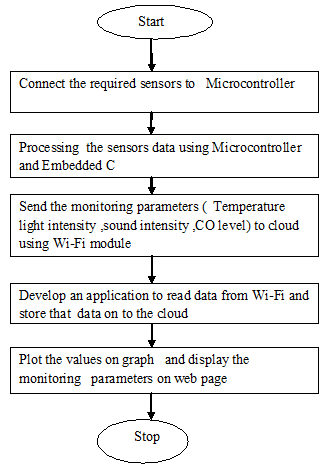 Start
Connect the required sensors to Microcontroller
Processing the sensors data using Microcontroller
and Embedded C
Send the monitoring parameters ( Temperature
light intensity ,sound intensity ,CO level) to cloud
using Wi-Fi module
Develop an application to read data from Wi-Fi and
store that data on to the cloud
Plot the values on graph and display the
monitoring parameters on web page
Stop